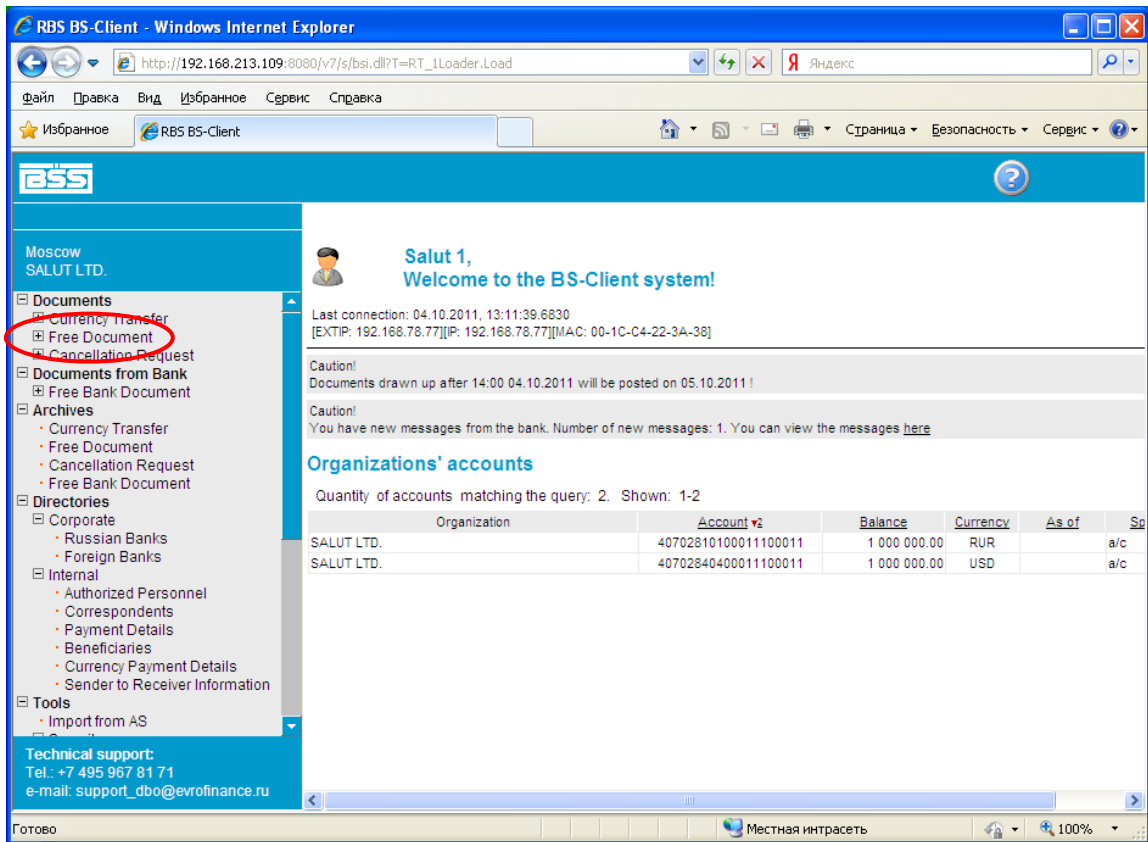 RBS BS-Client - Windows Internet Explorer
http://192.168.213.109:8080/v7/s/bsi.dll?T=RT_1Loader.Load
Я Яндекс
Файл Правка Вид Избранное Сервис Справка
Избранное RBS BS-Client Страница Безопасность Сервис
BSS
Moscow
SALUT LTD.
Documents
Currency Transfer
Free Document
Cancellation Request
Documents from Bank
Free Bank Document
Archives
Currency Transfer
Free Document
Cancellation Request
Free Bank Document
Directories
Corporate
Russian Banks
Foreign Banks
Internal
Authorized Personnel
Correspondents
Payment Details
Beneficiaries
Currency Payment Details
Sender to Receiver Information
Tools
Import from AS
Technical support:
Tel.: +7 495 967 81 71
e-mail: support_dbo@evrofinance.ru
Salut 1,
Welcome to the BS-Client system!
Last connection: 04.10.2011, 13:11:39.6830
[EXTIP: 192.168.78.77][IP: 192.168.78.77][MAC: 00-1C-C4-22-3A-38]
Caution!
Documents drawn up after 14:00 04.10.2011 will be posted on 05.10.2011 !
Caution!
You have new messages from the bank. Number of new messages: 1. You can view the messages here
Organizations' accounts
Quantity of accounts matching the query: 2. Shown: 1-2
Organization Account 2 Balance Currency As of Sp
SALUT LTD. 40702810100011100011 1 000 000.00 RUR a/c
SALUT LTD. 40702840400011100011 1 000 000.00 USD a/c
Готово Местная интрасеть 100%